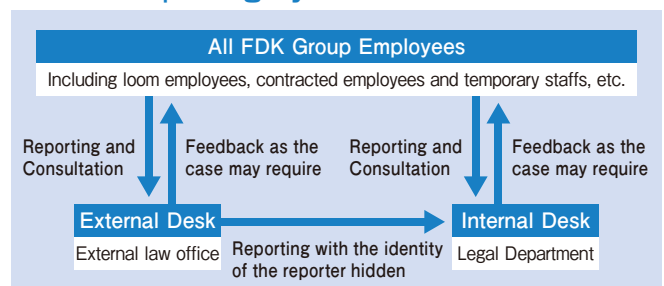 All FDK Group Employees
Including loom employees, contracted employees and temporary staffs, etc.
Reporting and
Consultation
Feedback as the
case may require
Reporting and
Consultation
Feedback as the
case may require
External Desk
External law office
Reporting with the identity
of the reporter hidden
Internal Desk
Legal Department